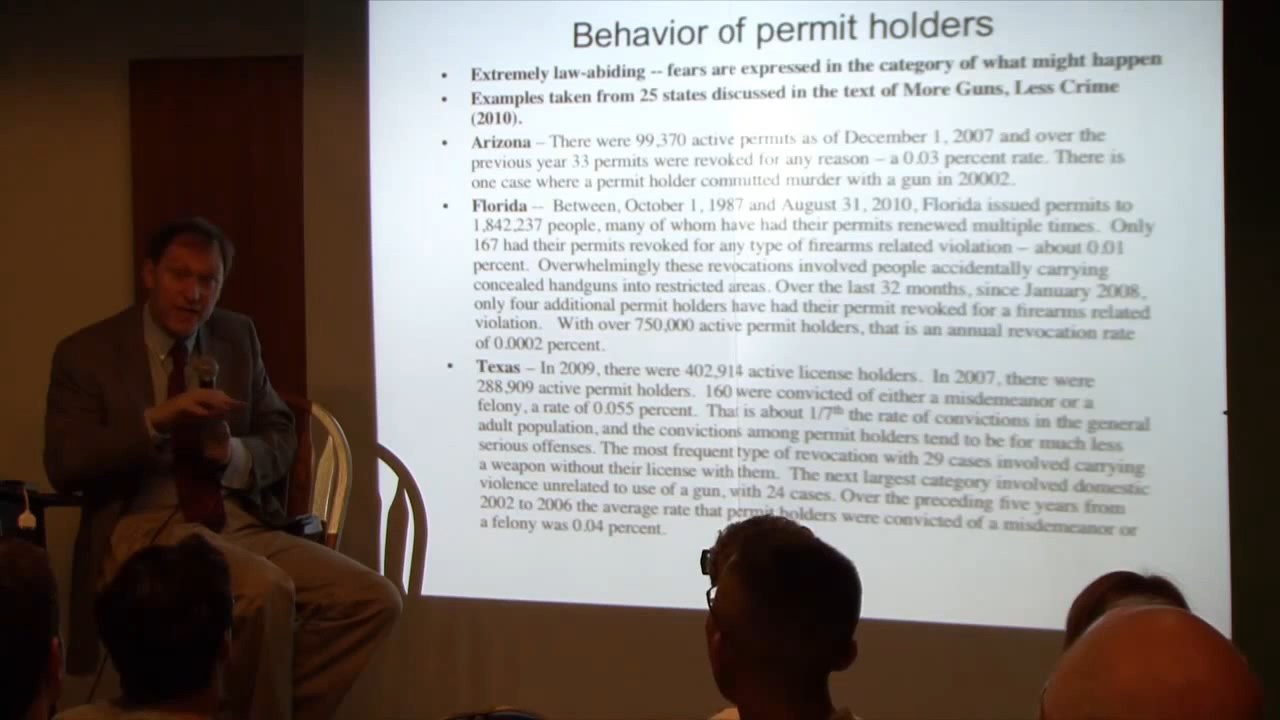 Behavior of permit holders
• Extremely law-abiding -- fears are expressed in the category of what might happen
• Examples taken from 25 states discussed in the text of More Guns, Less Crime
(2010).
• Arizona – There were 99,370 active permits as of December 1, 2007 and over the
previous year 33 permits were revoked for any reason – a 0.03 percent rate. There is
one case where a permit holder committed murder with a gun in 20002.
• Florida -- Between, October 1, 1987 and August 31, 2010, Florida issued permits to
1,842,237 people, many of whom have had their permits renewed multiple times. Only
167 had their permits revoked for any type of firearms related violation – about 0.01
percent. Overwhelmingly these revocations involved people accidentally carrying
concealed handguns into restricted areas. Over the last 32 months, since January 2008,
only four additional permit holders have had their permit revoked for a firearms related
violation. With over 750,000 active permit holders, that is an annual revocation rate
of 0.0002 percent.
• Texas – In 2009, there were 402,914 active license holders. In 2007, there were
288,909 active permit holders. 160 were convicted of either a misdemeanor or a
felony, a rate of 0.055 percent. That is about 1/7th the rate of convictions in the general
adult population, and the convictions among permit holders tend to be for much less
serious offenses. The most frequent type of revocation with 29 cases involved carrying
a weapon without their license with them. The next largest category involved domestic
violence unrelated to use of a gun, with 24 cases. Over the preceding five years from
2002 to 2006 the average rate that permit holders were convicted of a misdemeanor or
a felony was 0.04 percent.